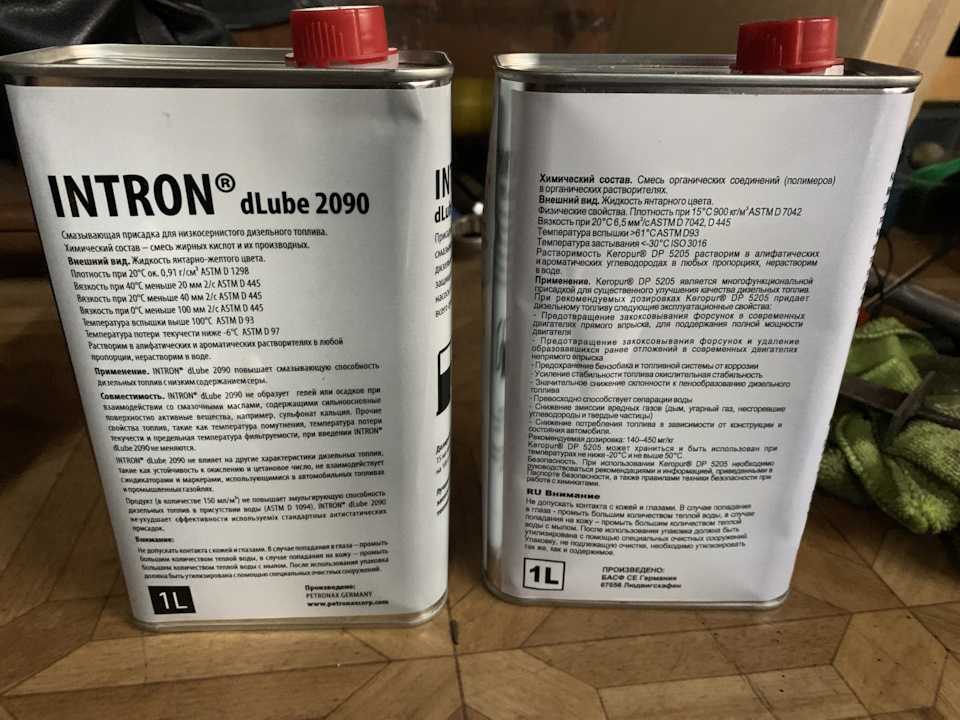 INTRON® dLube 2090
Смазывающая присадка для низкосернистого дизельного топлива.
Химический состав – смесь жирных кислот и их производных.
Внешний вид. Жидкость янтарно-желтого цвета.
Плотность при 20°С ок. 0,91 г/см³ ASTM D 1298
Вязкость при 40°С меньше 20 мм 2/с ASTM D 445
Вязкость при 20°С меньше 40 мм 2/с ASTM D 445
Вязкость при 0°С меньше 100 мм 2/с ASTM D 445
Температура вспышки выше 100°С ASTM D 93
Температура потери текучести ниже -6°С ASTM D 97
Растворим в алифатических и ароматических растворителях в любой
пропорции, нерастворим в воде.
Применение. INTRON® dLube 2090 повышает смазывающую способность
дизельных топлив с низким содержанием серы.
Совместимость. INTRON® dLube 2090 не образует гелей или осадков при
взаимодействии со смазочными маслами, содержащими сильноосновные
поверхностно активные вещества, например, сульфонат кальция. Прочие
свойства топлив, такие как температура помутнения, температура потери
текучести и предельная температура фильтруемости, при введении INTRON®
dLube 2090 не меняются.
INTRON® dLube 2090 не влияет на другие характеристики дизельных топлив,
такие как устойчивость к окислению и цетановое число, не взаимодействует
с индикаторами и маркерами, использующимися в автомобильных топливах
и промышленных газойлях.
Продукт (в количестве 150 мл/м³) не повышает эмульгирующую способность
дизельных топлив в присутствии воды (ASTM D 1094). INTRON® dLube 2090
не ухудшает эффективности используемых стандартных антистатических
присадок.
Внимание:
Не допускать контакта с кожей и глазами. В случае попадания в глаза – промыть
большим количеством теплой воды, в случае попадания на кожу – промыть
большим количеством теплой воды с мылом. После использования упаковка
должна быть утилизирована с помощью специальных очистных сооружений.
1L
Произведено:
PETRONAX GERMANY
www.petronaxcorp.com
Химический состав. Смесь органических соединений (полимеров)
в органических растворителях.
Внешний вид. Жидкость янтарного цвета.
Физические свойства. Плотность при 15°С 900 кг/м³ ASTM D 7042
Вязкость при 20°С 6,5 мм²/с ASTM D 7042, D 445
Температура вспышки >61°С ASTM D93
Температура застывания <-30°С ISO 3016
Растворимость Keropur® DP 5205 растворим в алифатических
и ароматических углеводородах в любых пропорциях, нерастворим
в воде.
Применение. Keropur® DP 5205 является многофункциональной
присадкой для существенного улучшения качества дизельных топлив.
При рекомендуемых дозировках Keropur® DP 5205 придает
дизельному топливу следующие эксплуатационные свойства:
- Предотвращение закоксовывания форсунок в современных
двигателях прямого впрыска, для поддержания полной мощности
двигателя
- Предотвращение закоксовывания форсунок и удаление
образовавшихся ранее отложений в современных двигателях
непрямого впрыска
- Предохранение бензобака и топливной системы от коррозии
- Усиление стабильности топлива окислительная стабильность
- Значительное снижение склонности к пенообразованию дизельного
топлива
- Превосходно способствует сепарации воды
- Снижение эмиссии вредных газов (дым, угарный газ, несгоревшие
углеводороды и твердые частицы)
- Снижение потребления топлива в зависимости от конструкции и
состояния автомобиля.
Рекомендуемая дозировка: 140–450 мг/кг
Keropur® DP 5205 может храниться и быть использован при
температурах не ниже -20°С и не выше 50°С.
Безопасность. При использовании Keropur® DP 5205 необходимо
руководствоваться рекомендациями и информацией, приведенными в
Паспорте безопасности, а также правилами техники безопасности при
работе с химикатами.
RU Внимание
Не допускать контакта с кожей и глазами. В случае попадания
в глаза - промыть большим количеством теплой воды, в случае
попадания на кожу – промыть большим количеством теплой
воды с мылом. После использования упаковка должна быть
утилизирована с помощью специальных очистных сооружений.
Упаковку, не подлежащую очистке, необходимо утилизировать
так же, как и содержимое.
1L
ПРОИЗВЕДЕНО:
БАСФ СЕ Германия
67056 Людвигсхафен